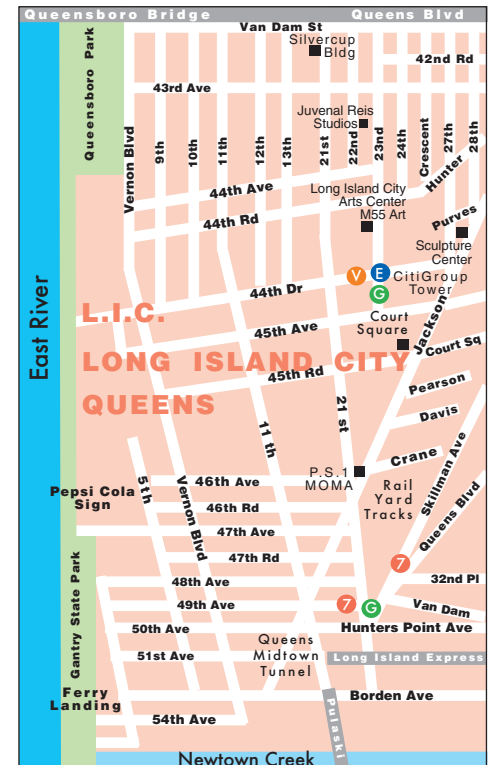 Queensboro Bridge
Queens Blvd
Van Dam St
Silvercup
Bldg
42nd Rd
Queensboro Park
43rd Ave
Juvenal Reis
Studios
Vernon Blvd
9th
10th
11th
12th
13th
21st
22nd
23nd
24th
Crescent
27th
28th
Hunter
44th Ave
Long Island City
Arts Center
M55 Art
44th Rd
Purves
Sculpture
Center
V
E
G
CitiGroup
Tower
44th Dr
L.I.C.
Court
Square
Jackson
45th Ave
Court Sq
East River
LONG ISLAND CITY
45th Rd
Pearson
QUEENS
21 st
Davis
11 th
Crane
Skillman Ave
P.S.1
MOMA
Rail
Yard
Tracks
Queens Blvd
5th
46th Ave
Pepsi Cola
Sign
Vernon Blvd
46th Rd
47th Ave
47th Rd
7
Gantry State Park
48th Ave
32nd Pl
49th Ave
7
G
Van Dam
50th Ave
Hunters Point Ave
Queens
Midtown
Tunnel
51st Ave
Long Island Express
Ferry
Landing
Borden Ave
54th Ave
Pulaski
Newtown Creek